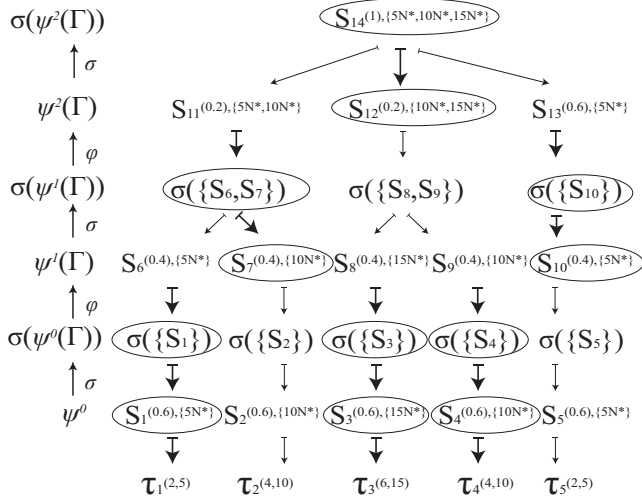 σ(ψ²(Γ)) S₁₄⁽¹⁾,{5N*,10N*,15N*}
σ
ψ²(Γ) S₁₁(0.2),{5N*,10N*} S₁₂(0.2),{10N*,15N*} S₁₃(0.6),{5N*}
φ
σ(ψ¹(Γ)) σ({S₆,S₇}) σ({S₈,S₉}) σ({S₁₀})
σ
ψ¹(Γ) S₆(0.4),{5N*} S₇(0.4),{10N*} S₈(0.4),{15N*} S₉(0.4),{10N*} S₁₀(0.4),{5N*}
φ
σ(ψ⁰(Γ)) σ({S₁}) σ({S₂}) σ({S₃}) σ({S₄}) σ({S₅})
σ
ψ⁰ S₁(0.6),{5N*} S₂(0.6),{10N*} S₃(0.6),{15N*} S₄(0.6),{10N*} S₅(0.6),{5N*}
τ₁(2,5) τ₂(4,10) τ₃(6,15) τ₄(4,10) τ₅(2,5)